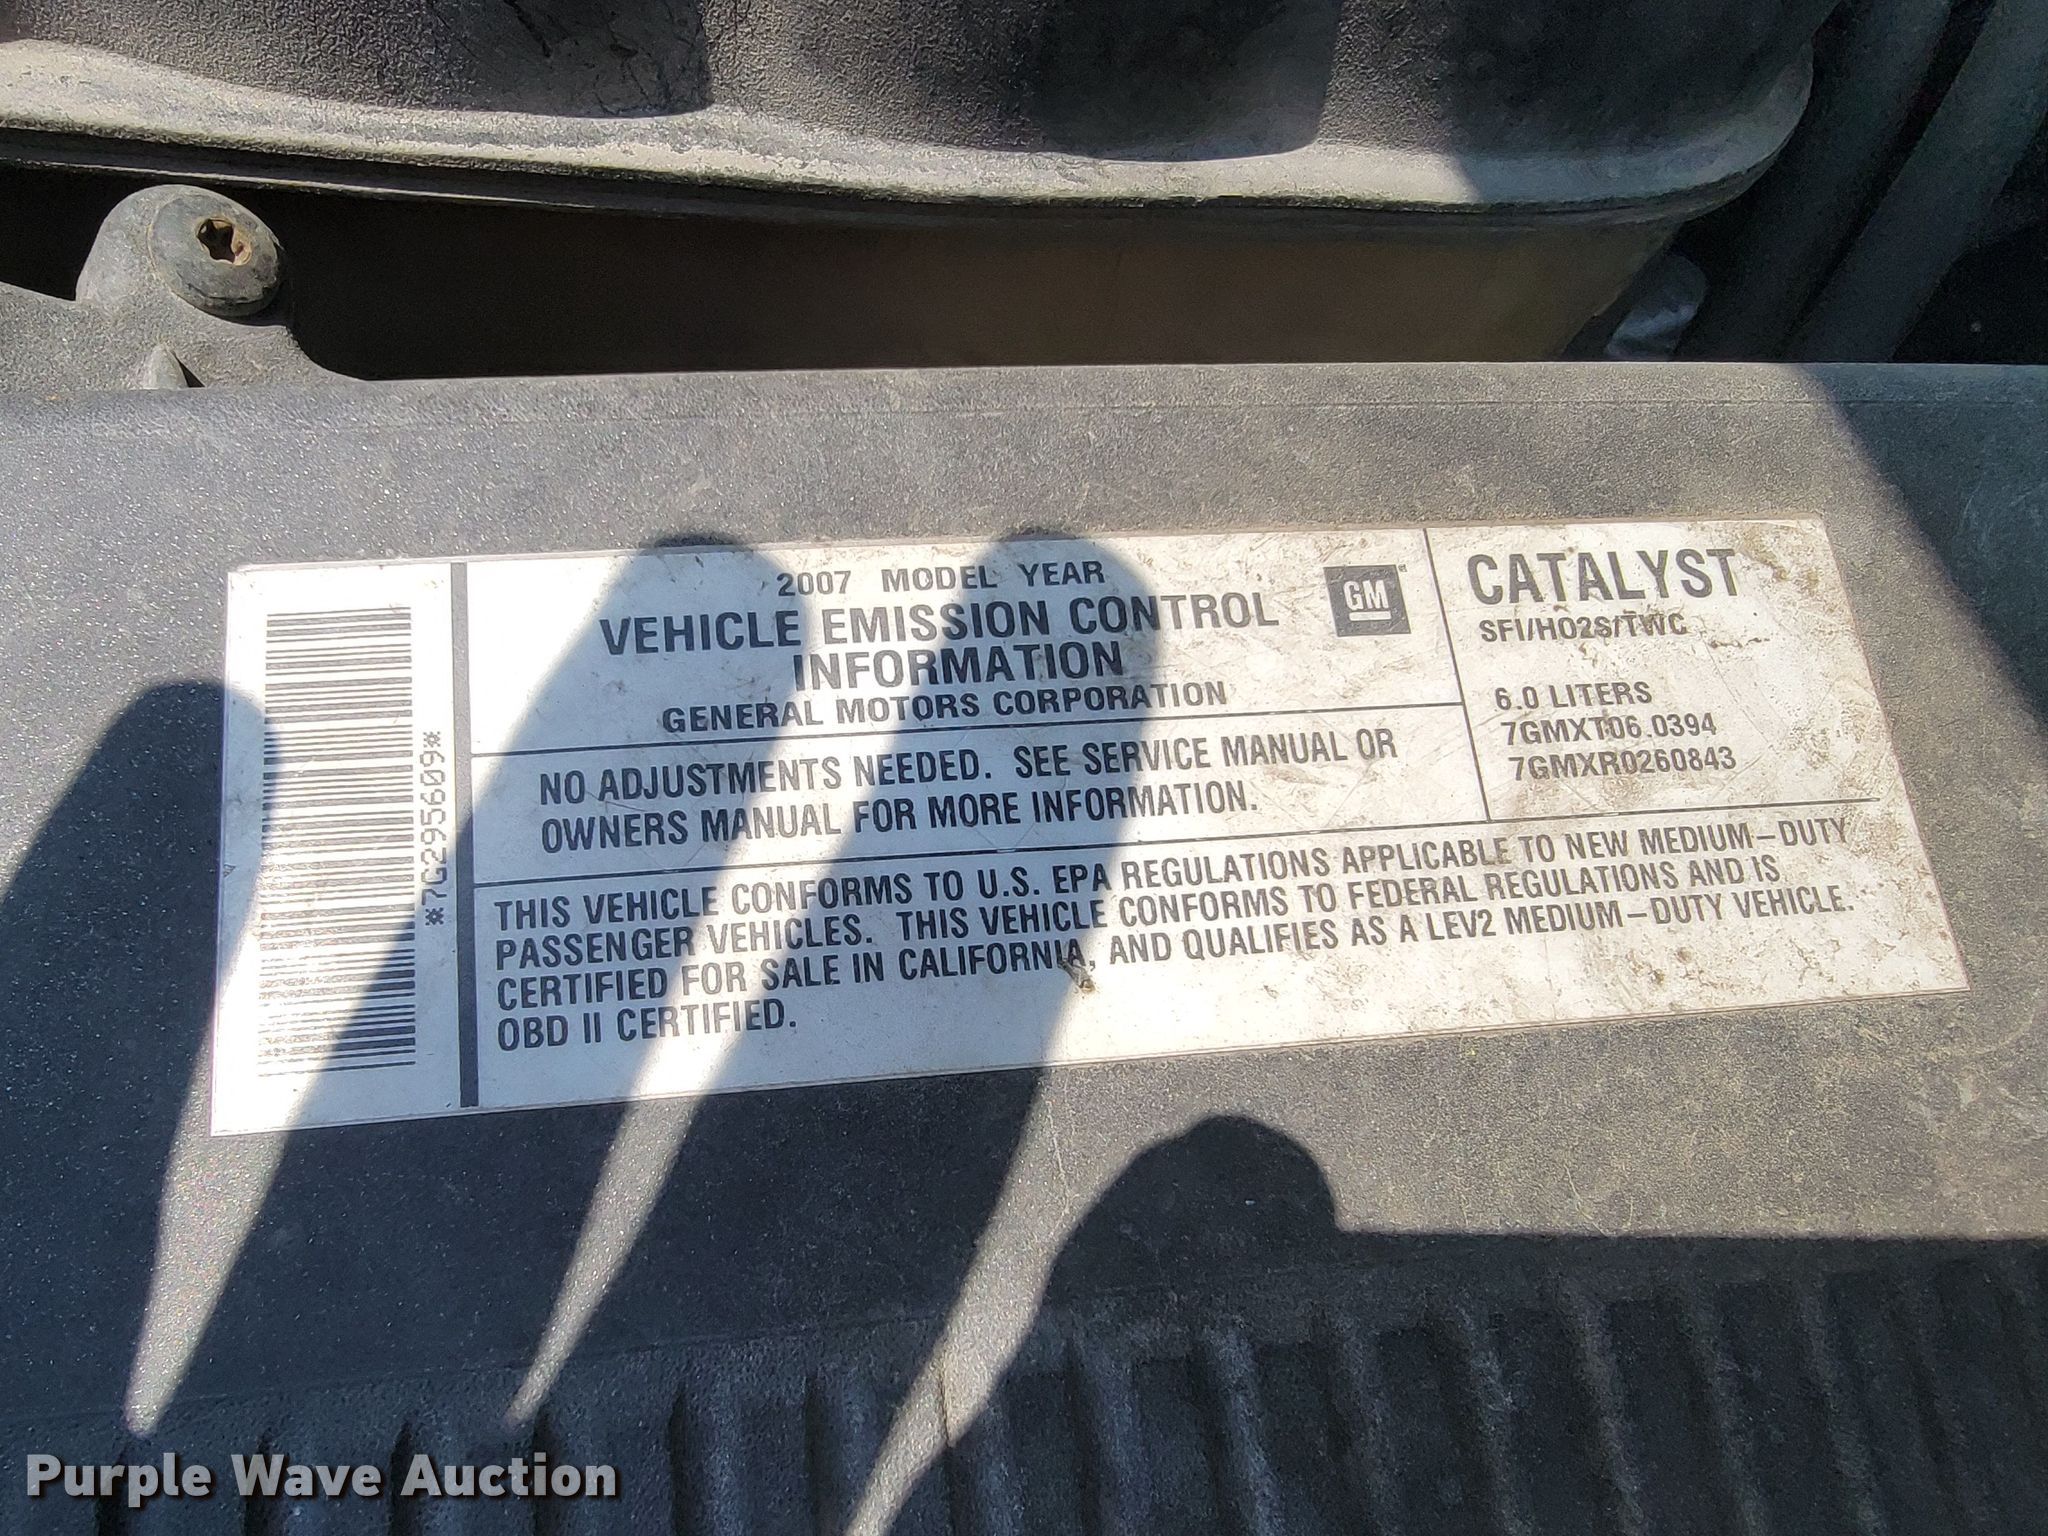 *7G295609*
2007 MODEL YEAR
VEHICLE EMISSION CONTROL
INFORMATION
GENERAL MOTORS CORPORATION
GM
NO ADJUSTMENTS NEEDED. SEE SERVICE MANUAL OR
OWNERS MANUAL FOR MORE INFORMATION.
CATALYST
SFI/HO2S/TWC
6.0 LITERS
7GMXT06.0394
7GMXR0260843
THIS VEHICLE CONFORMS TO U.S. EPA REGULATIONS APPLICABLE TO NEW MEDIUM-DUTY
PASSENGER VEHICLES. THIS VEHICLE CONFORMS TO FEDERAL REGULATIONS AND IS
CERTIFIED FOR SALE IN CALIFORNIA, AND QUALIFIES AS A LEV2 MEDIUM-DUTY VEHICLE.
OBD II CERTIFIED.
Purple Wave Auction